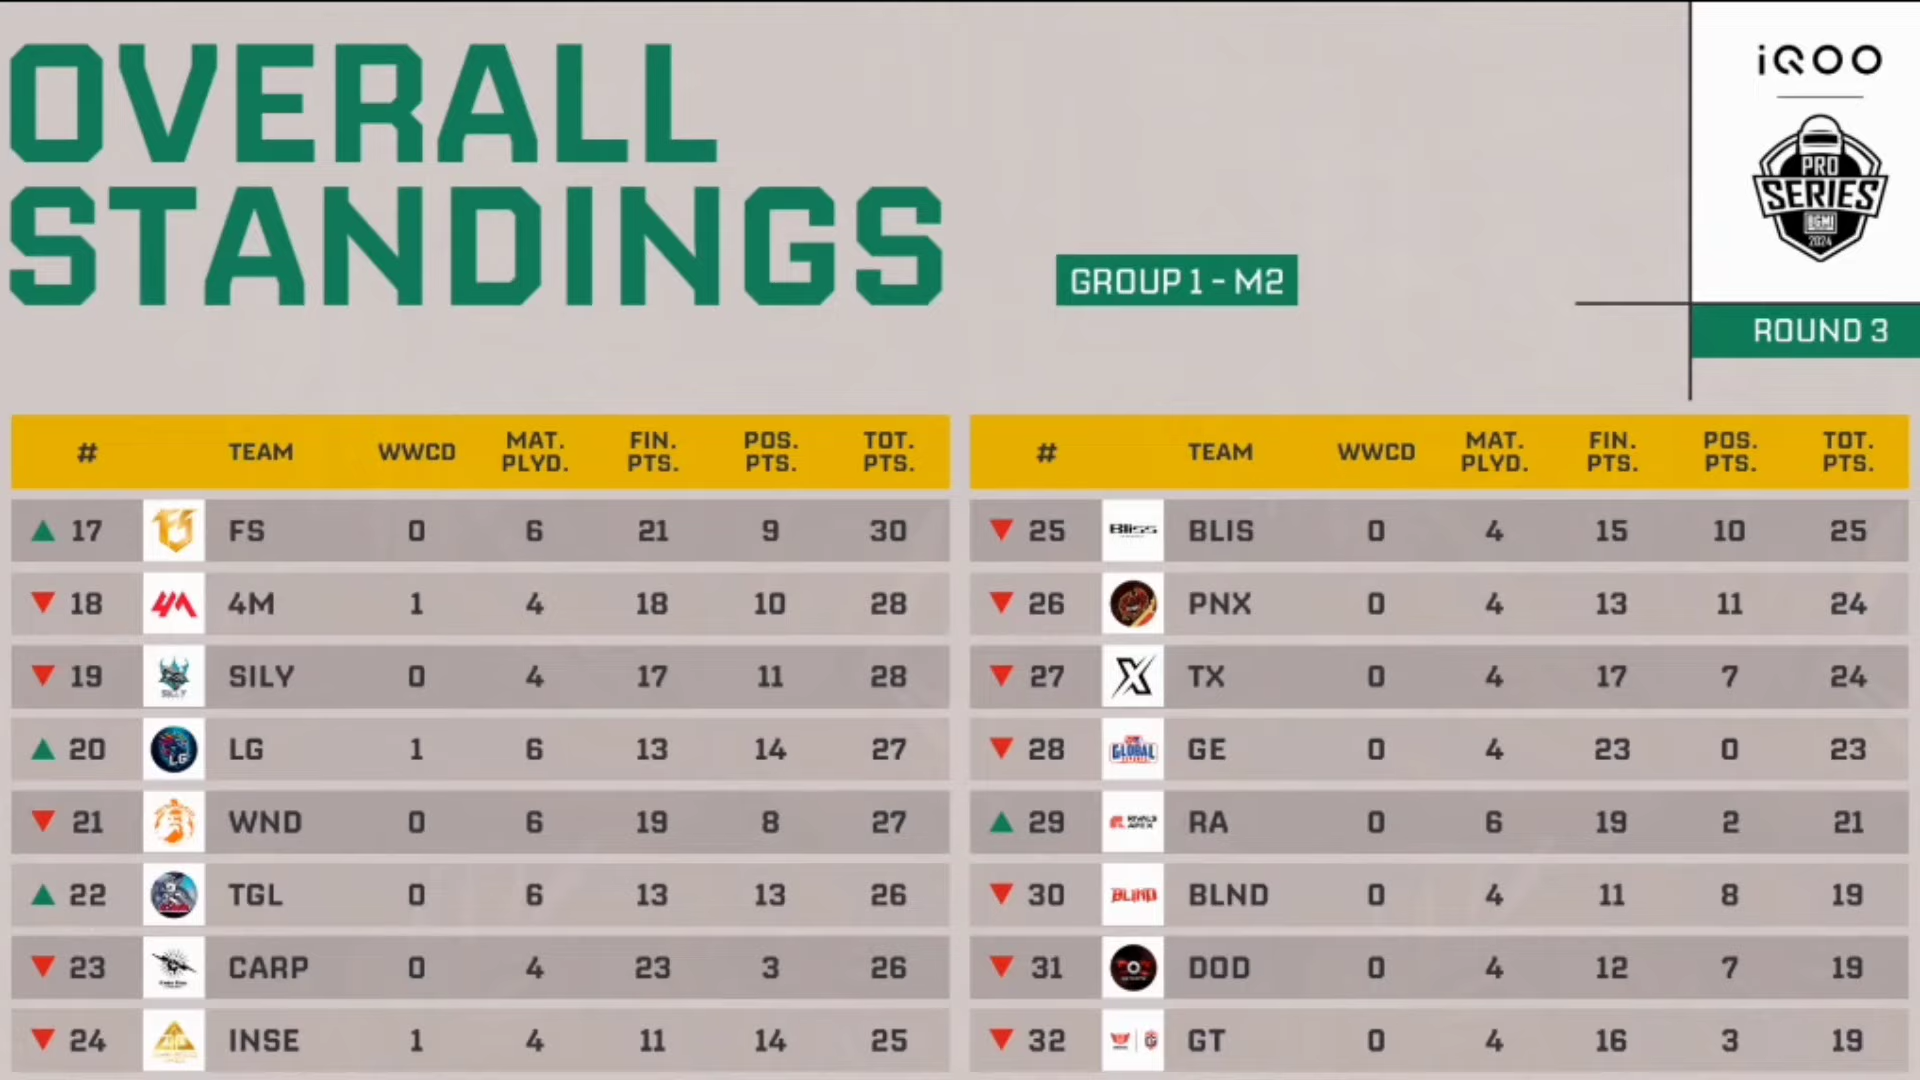 OVERALL
STANDINGS
GROUP 1 - M2
iQOO
PRO
SERIES
BGMI
2024
ROUND 3
# TEAM WWCD MAT. PLYD. FIN. PTS. POS. PTS. TOT. PTS.
17 FS 0 6 21 9 30
18 4M 1 4 18 10 28
19 SILLY SILY 0 4 17 11 28
20 LG LG 1 6 13 14 27
21 WND 0 6 19 8 27
22 TGL 0 6 13 13 26
23 CARP 0 4 23 3 26
24 INSE 1 4 11 14 25
# TEAM WWCD MAT. PLYD. FIN. PTS. POS. PTS. TOT. PTS.
25 Bliss BLIS 0 4 15 10 25
26 PNX 0 4 13 11 24
27 X TX 0 4 17 7 24
28 GLOBAL GE 0 4 23 0 23
29 RIVALS APEX RA 0 6 19 2 21
30 BLIND BLND 0 4 11 8 19
31 DOD 0 4 12 7 19
32 GT 0 4 16 3 19